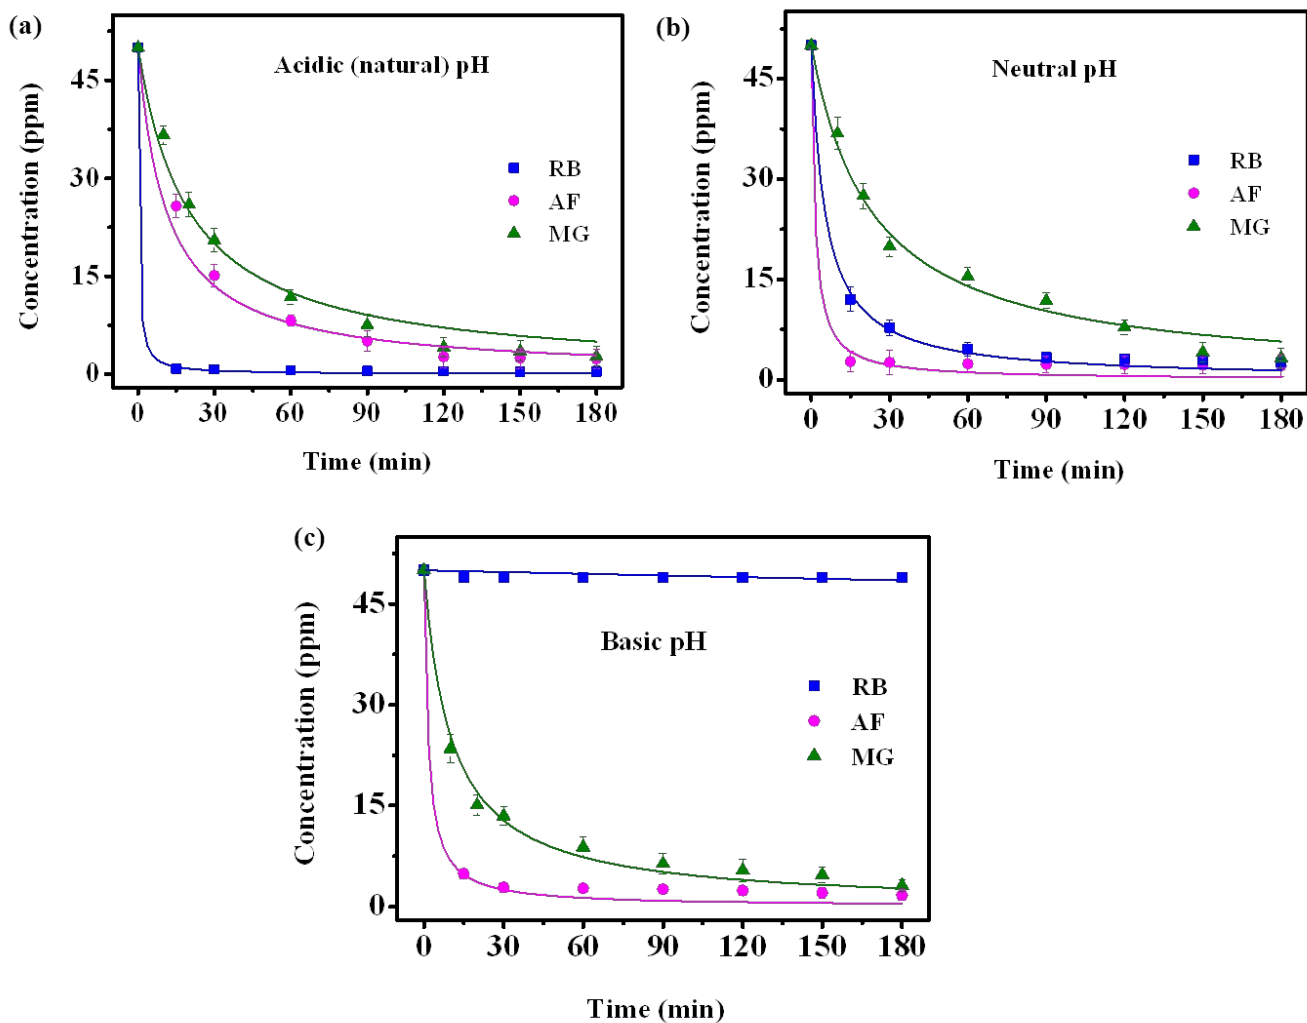 (a)
Acidic (natural) pH
Concentration (ppm)
45
30
15
0
RB
AF
MG
0 30 60 90 120 150 180
Time (min)
(b)
Neutral pH
Concentration (ppm)
45
30
15
0
RB
AF
MG
0 30 60 90 120 150 180
Time (min)
(c)
Basic pH
Concentration (ppm)
45
30
15
0
RB
AF
MG
0 30 60 90 120 150 180
Time (min)